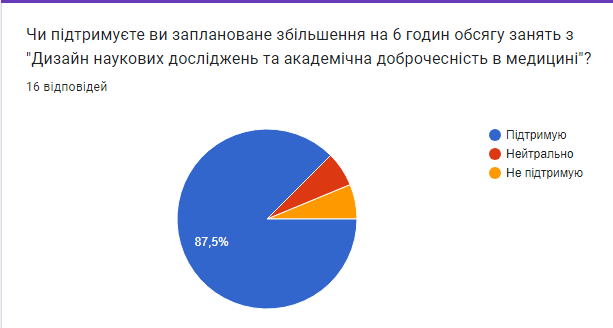 Чи підтримуєте ви заплановане збільшення на 6 годин обсягу занять з
"Дизайн наукових досліджень та академічна доброчесність в медицині"?
16 відповідей
Підтримую
Нейтрально
Не підтримую
87,5%